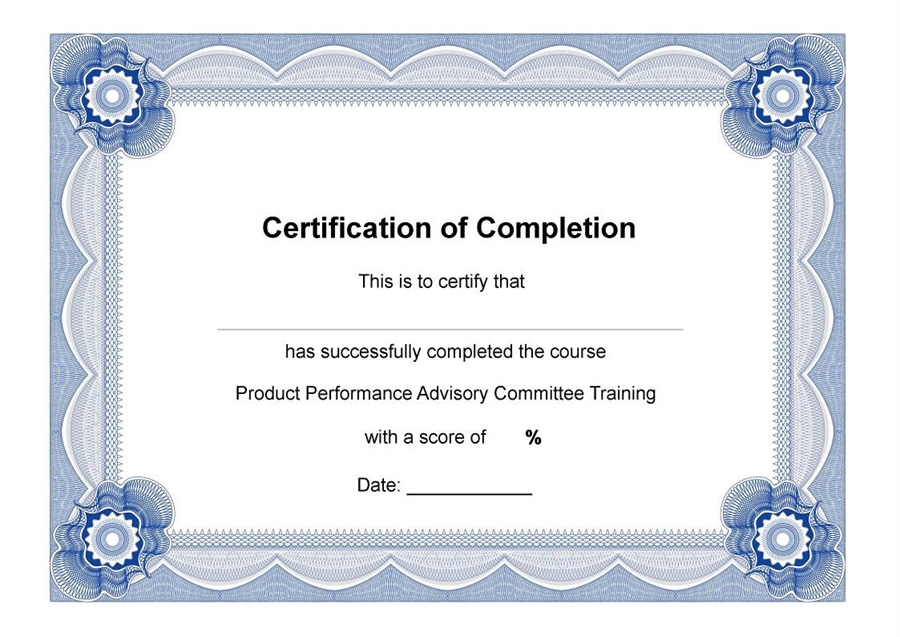 Certification of Completion
This is to certify that
has successfully completed the course
Product Performance Advisory Committee Training
with a score of %
Date: ____________